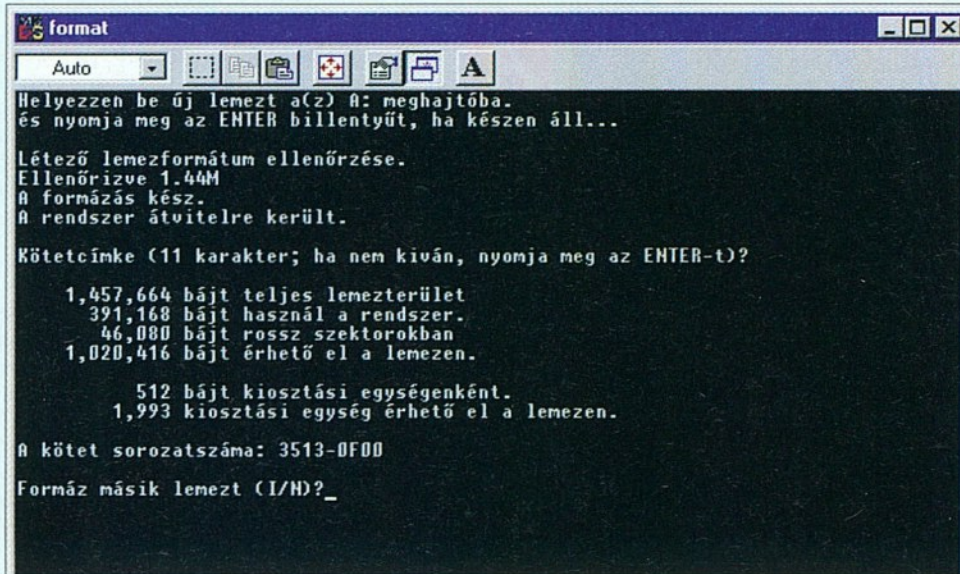 format
Auto
A
Helyezzen be új lemezt a(z) A: meghajtóba.
és nyomja meg az ENTER billentyűt, ha készen áll...
Létező lemezformátum ellenőrzése.
Ellenőrizve 1.44M
A formázás kész.
A rendszer átvitelre került.
Kötetcímke (11 karakter; ha nem kiván, nyomja meg az ENTER-t)?
1,457,664 bájt teljes lemezterület
391,168 bájt használ a rendszer.
46,080 bájt rossz szektorokban
1,020,416 bájt érhető el a lemezen.
512 bájt kiosztási egységenként.
1,993 kiosztási egység érhető el a lemezen.
A kötet sorozatszáma: 3513-0F00
Formáz másik lemezt (I/N)?_